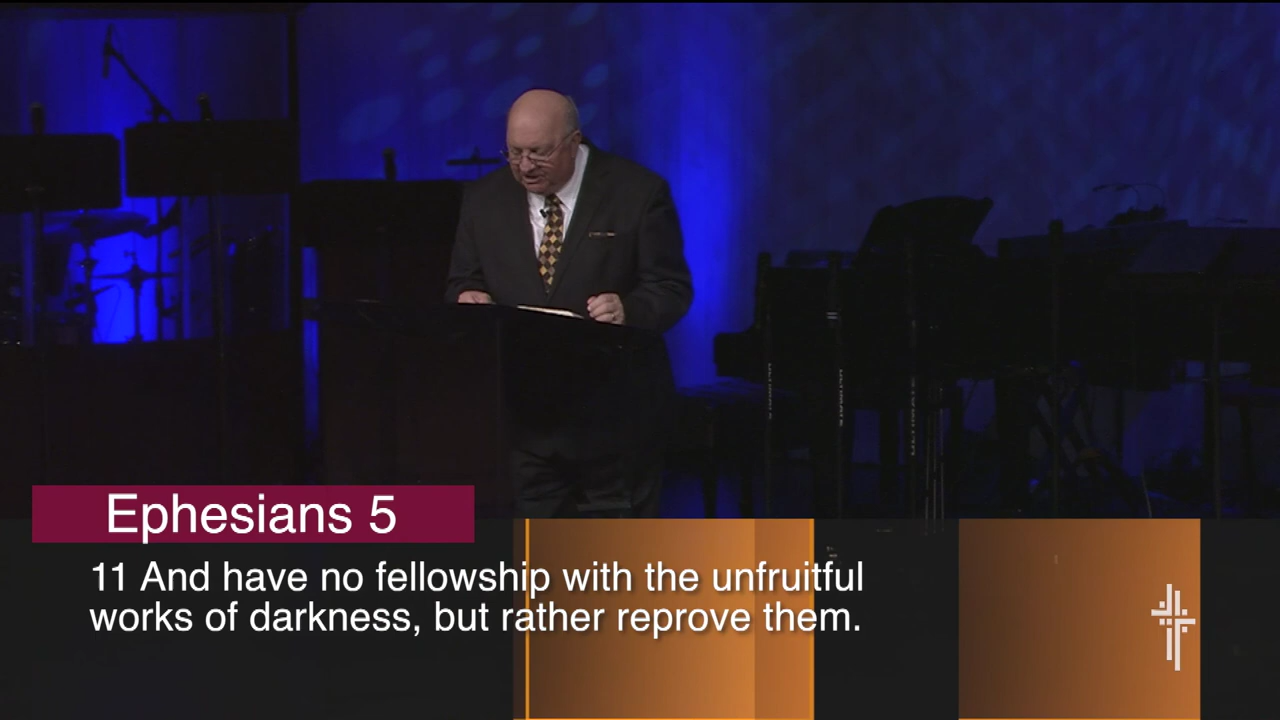 Ephesians 5
11 And have no fellowship with the unfruitful
works of darkness, but rather reprove them.